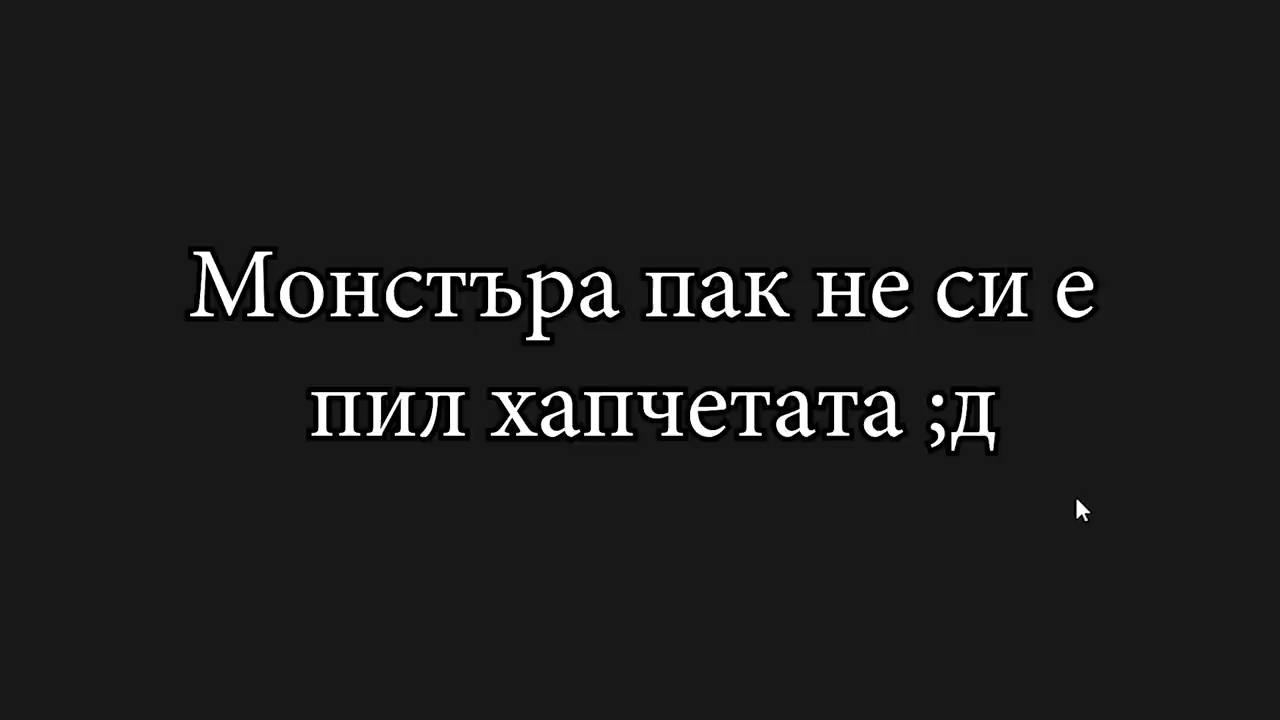 Монстъра пак не си е
пил хапчетата ;д